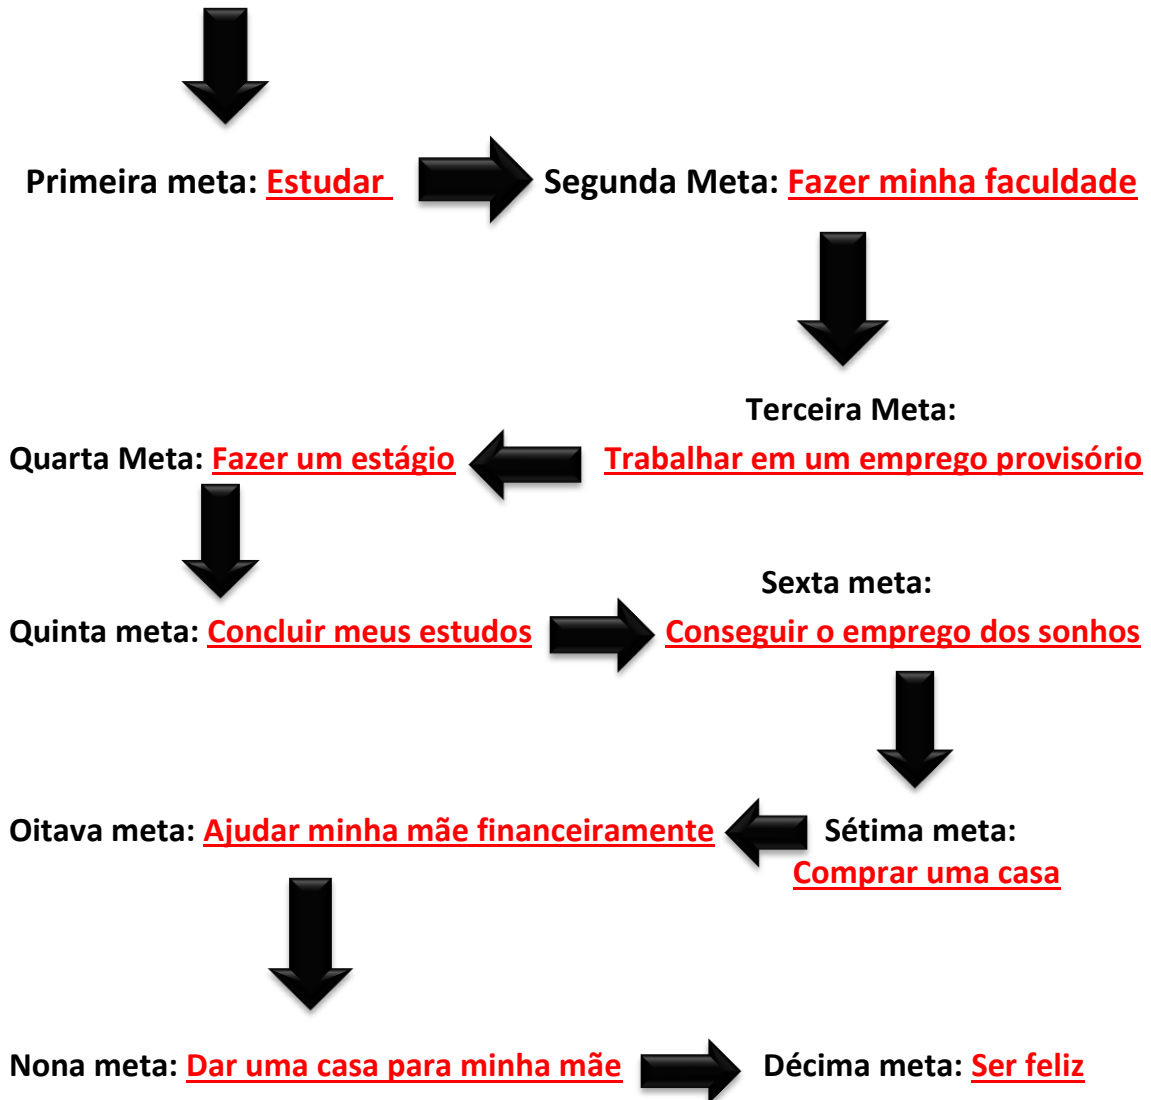 Primeira meta: Estudar
Segunda Meta: Fazer minha faculdade
Terceira Meta:
Trabalhar em um emprego provisório
Quarta Meta: Fazer um estágio
Quinta meta: Concluir meus estudos
Sexta meta:
Conseguir o emprego dos sonhos
Sétima meta:
Comprar uma casa
Oitava meta: Ajudar minha mãe financeiramente
Nona meta: Dar uma casa para minha mãe
Décima meta: Ser feliz